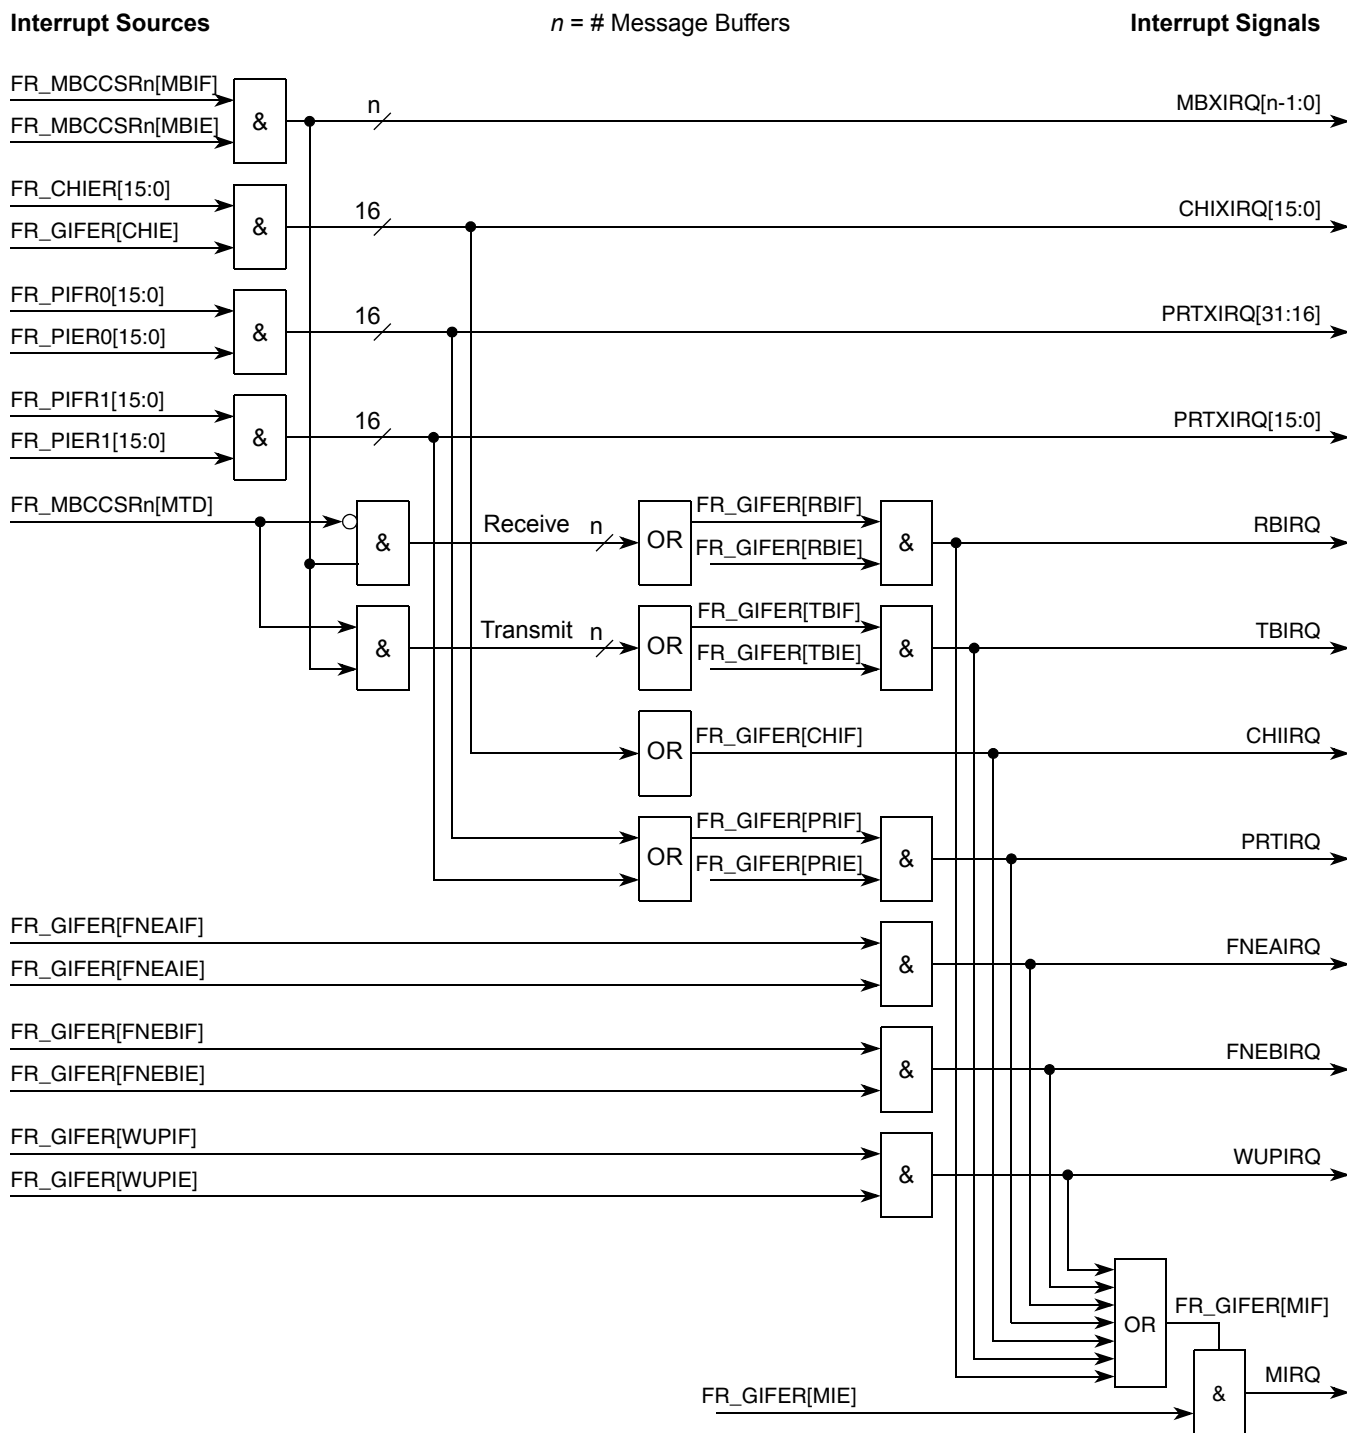 Interrupt Sources
n = # Message Buffers
Interrupt Signals
FR_MBCCSRn[MBIF]
FR_MBCCSRn[MBIE]
&
n
MBXIRQ[n-1:0]
FR_CHIER[15:0]
FR_GIFER[CHIE]
&
16
CHIXIRQ[15:0]
FR_PIFR0[15:0]
FR_PIER0[15:0]
&
16
PRTXIRQ[31:16]
FR_PIFR1[15:0]
FR_PIER1[15:0]
&
16
PRTXIRQ[15:0]
FR_MBCCSRn[MTD]
&
Receive
n
OR
FR_GIFER[RBIF]
FR_GIFER[RBIE]
&
RBIRQ
&
Transmit
n
OR
FR_GIFER[TBIF]
FR_GIFER[TBIE]
&
TBIRQ
OR
FR_GIFER[CHIF]
CHIIRQ
OR
FR_GIFER[PRIF]
FR_GIFER[PRIE]
&
PRTIRQ
FR_GIFER[FNEAIF]
FR_GIFER[FNEAIE]
&
FNEAIRQ
FR_GIFER[FNEBIF]
FR_GIFER[FNEBIE]
&
FNEBIRQ
FR_GIFER[WUPIF]
FR_GIFER[WUPIE]
&
WUPIRQ
OR
FR_GIFER[MIF]
FR_GIFER[MIE]
&
MIRQ